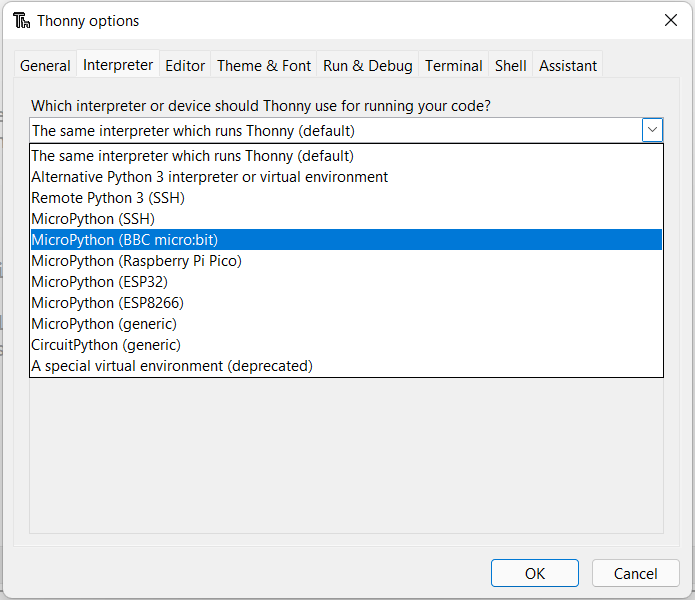 Thonny options
General Interpreter Editor Theme & Font Run & Debug Terminal Shell Assistant
Which interpreter or device should Thonny use for running your code?
The same interpreter which runs Thonny (default)
The same interpreter which runs Thonny (default)
Alternative Python 3 interpreter or virtual environment
Remote Python 3 (SSH)
MicroPython (SSH)
MicroPython (BBC micro:bit)
MicroPython (Raspberry Pi Pico)
MicroPython (ESP32)
MicroPython (ESP8266)
MicroPython (generic)
CircuitPython (generic)
A special virtual environment (deprecated)
OK Cancel